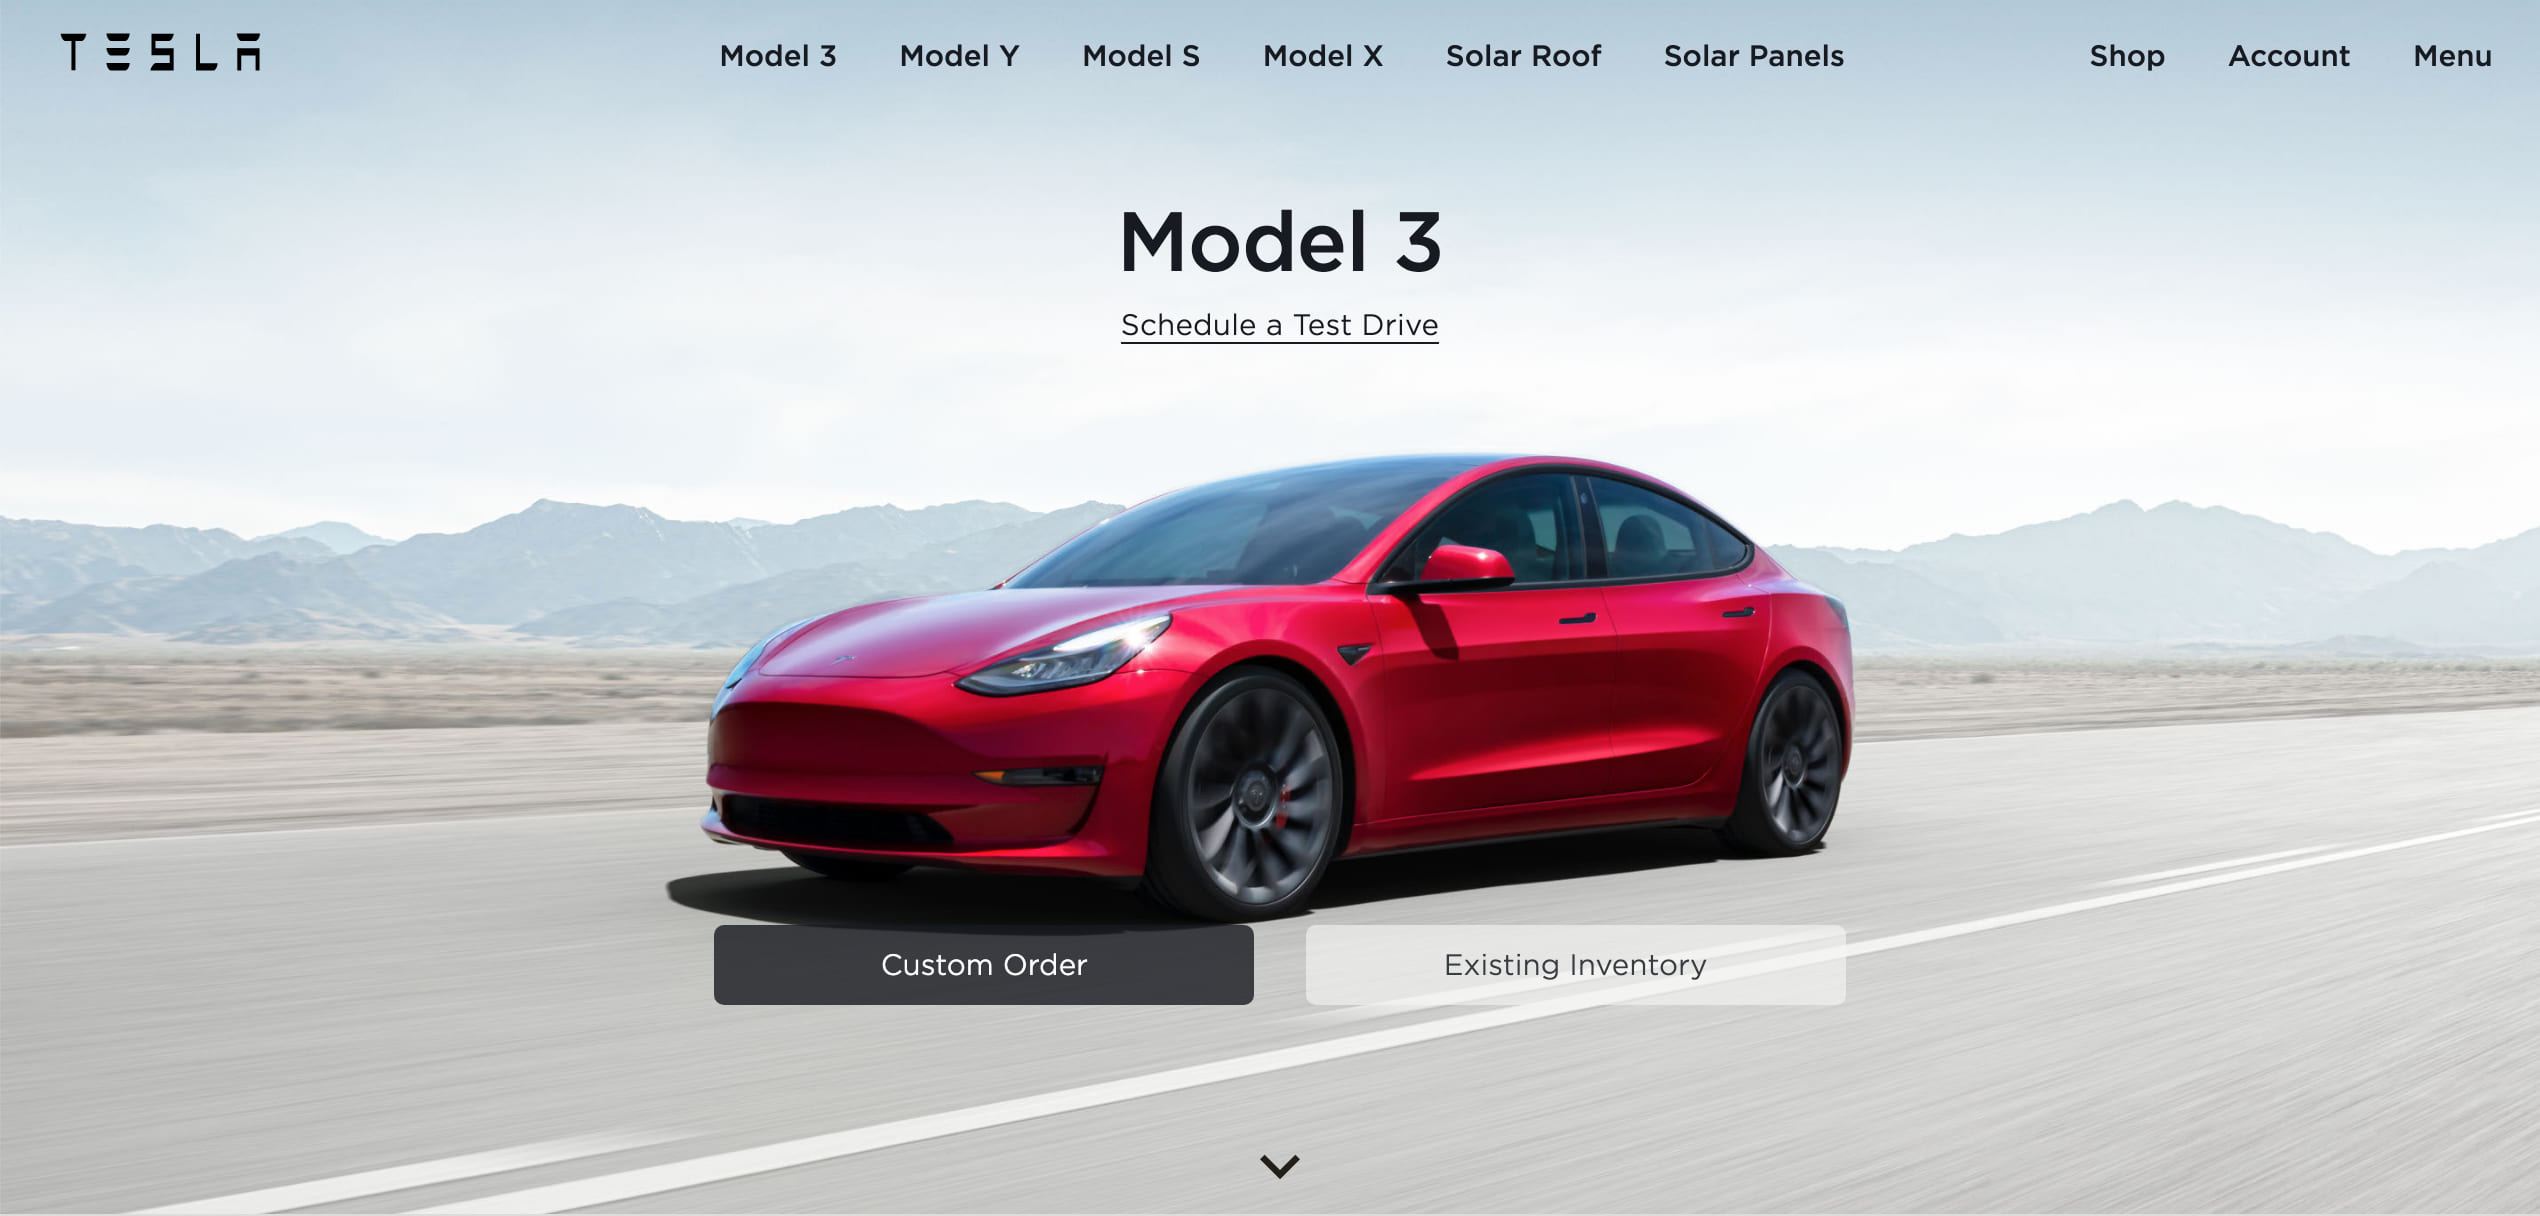 TESLA
Model 3 Model Y Model S Model X Solar Roof Solar Panels Shop Account Menu
Model 3
Schedule a Test Drive
Custom Order Existing Inventory